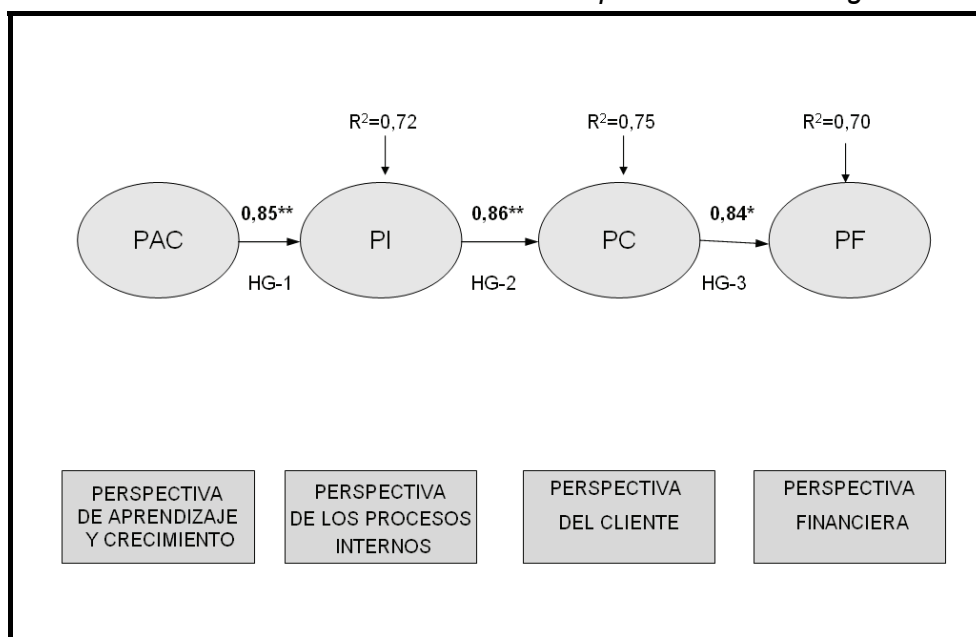 R²=0,72
R²=0,75
R²=0,70
PAC
0,85**
PI
0,86**
PC
0,84*
PF
HG-1
HG-2
HG-3
PERSPECTIVA
DE APRENDIZAJE
Y CRECIMIENTO
PERSPECTIVA
DE LOS PROCESOS
INTERNOS
PERSPECTIVA
DEL CLIENTE
PERSPECTIVA
FINANCIERA